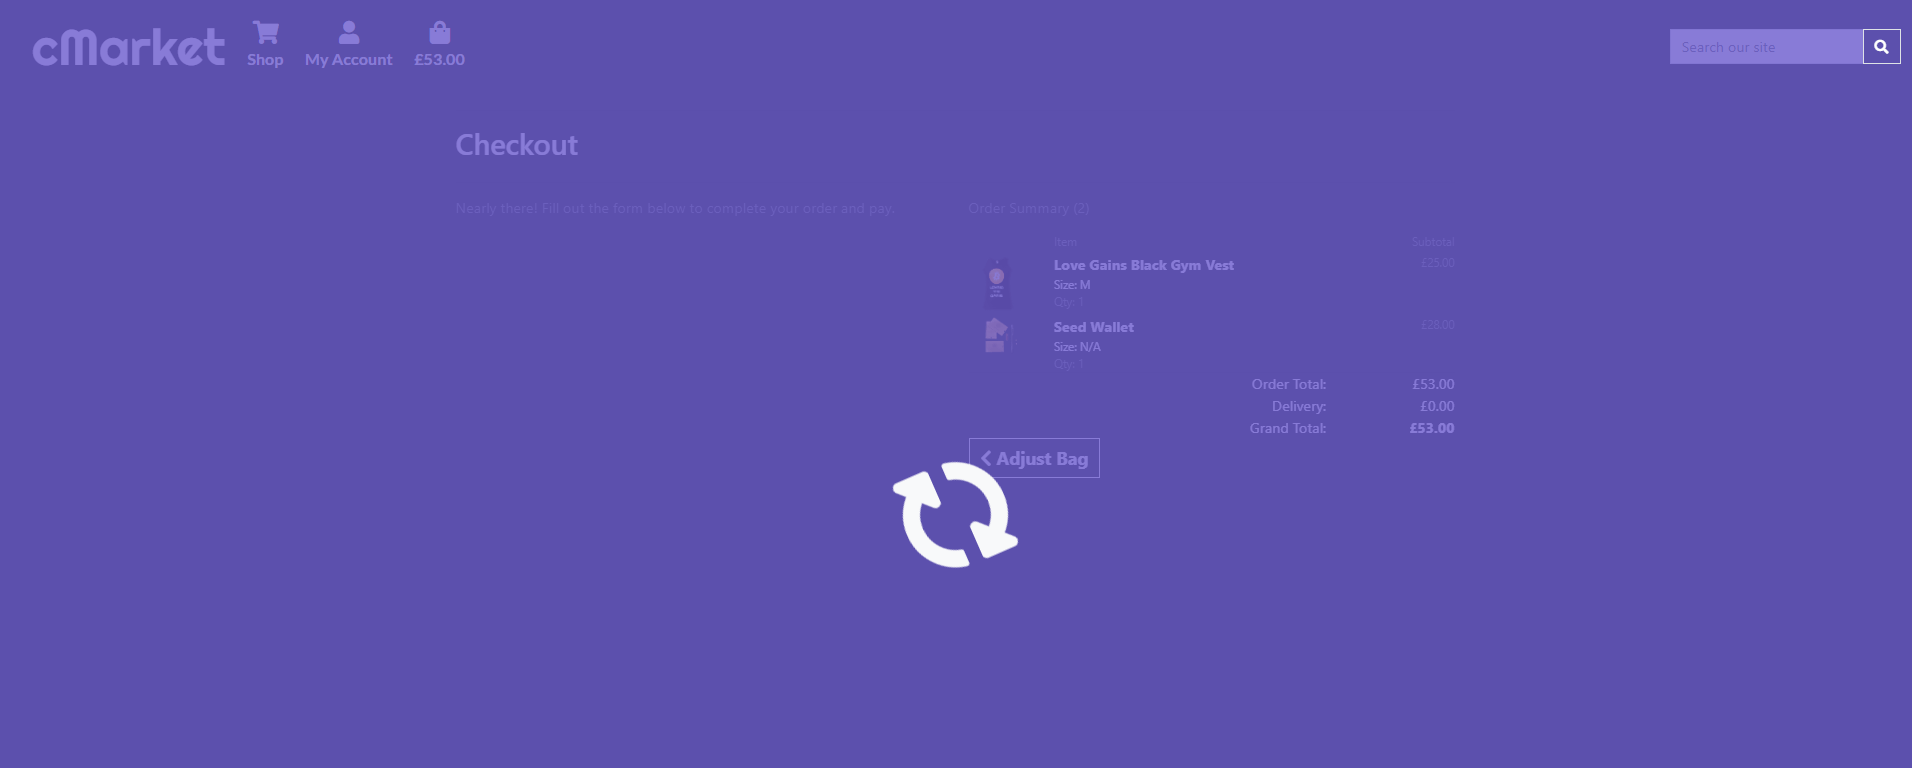 cMarket
Shop
My Account
£53.00
Search our site
Checkout
Nearly there! Fill out the form below to complete your order and pay.
Order Summary (2)
Item Subtotal
Love Gains Black Gym Vest £25.00
Size: M
Qty: 1
Seed Wallet £28.00
Size: N/A
Qty: 1
Order Total: £53.00
Delivery: £0.00
Grand Total: £53.00
Adjust Bag